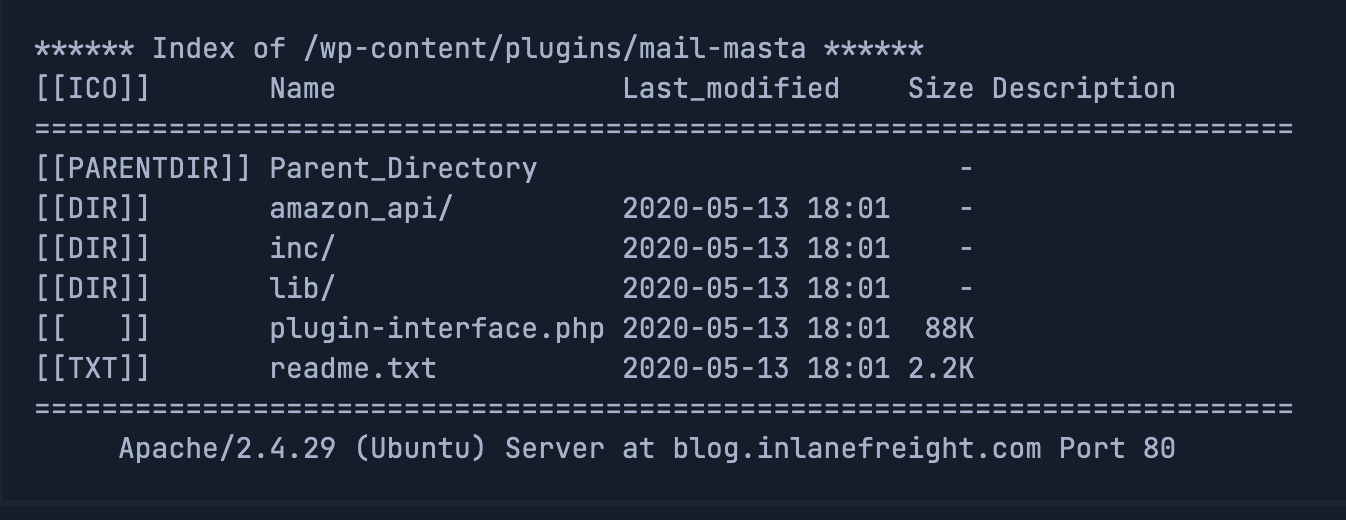 ****** Index of /wp-content/plugins/mail-masta ******
[[ICO]]       Name                 Last_modified    Size Description
===========================================================================
[[PARENTDIR]] Parent_Directory                         -
[[DIR]]       amazon_api/          2020-05-13 18:01    -
[[DIR]]       inc/                 2020-05-13 18:01    -
[[DIR]]       lib/                 2020-05-13 18:01    -
[[   ]]       plugin-interface.php 2020-05-13 18:01  88K
[[TXT]]       readme.txt           2020-05-13 18:01 2.2K
===========================================================================
     Apache/2.4.29 (Ubuntu) Server at blog.inlanefreight.com Port 80